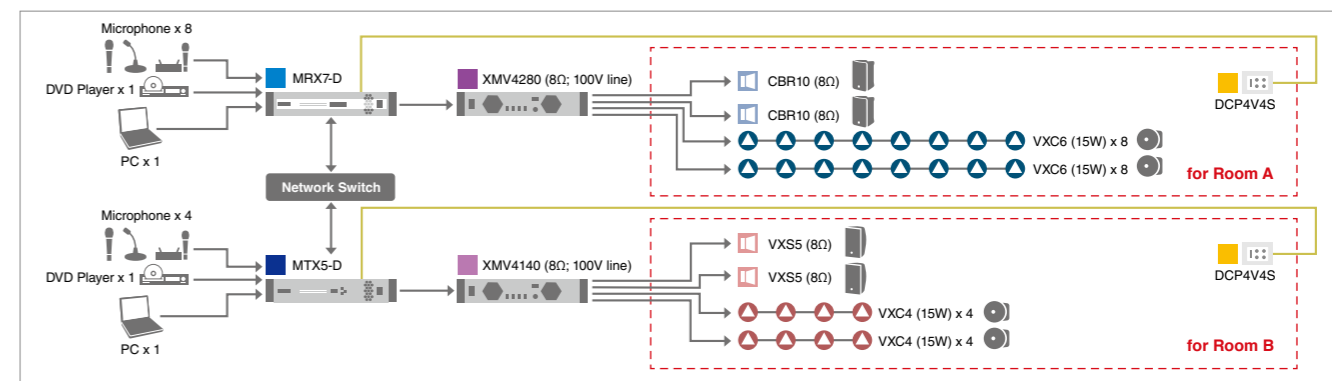 Microphone x 8
DVD Player x 1
PC x 1
MRX7-D
XMV4280 (8Ω; 100V line)
CBR10 (8Ω)
CBR10 (8Ω)
VXC6 (15W) x 8
VXC6 (15W) x 8
DCP4V4S
for Room A
Network Switch
Microphone x 4
DVD Player x 1
PC x 1
MTX5-D
XMV4140 (8Ω; 100V line)
VXS5 (8Ω)
VXS5 (8Ω)
VXC4 (15W) x 4
VXC4 (15W) x 4
DCP4V4S
for Room B